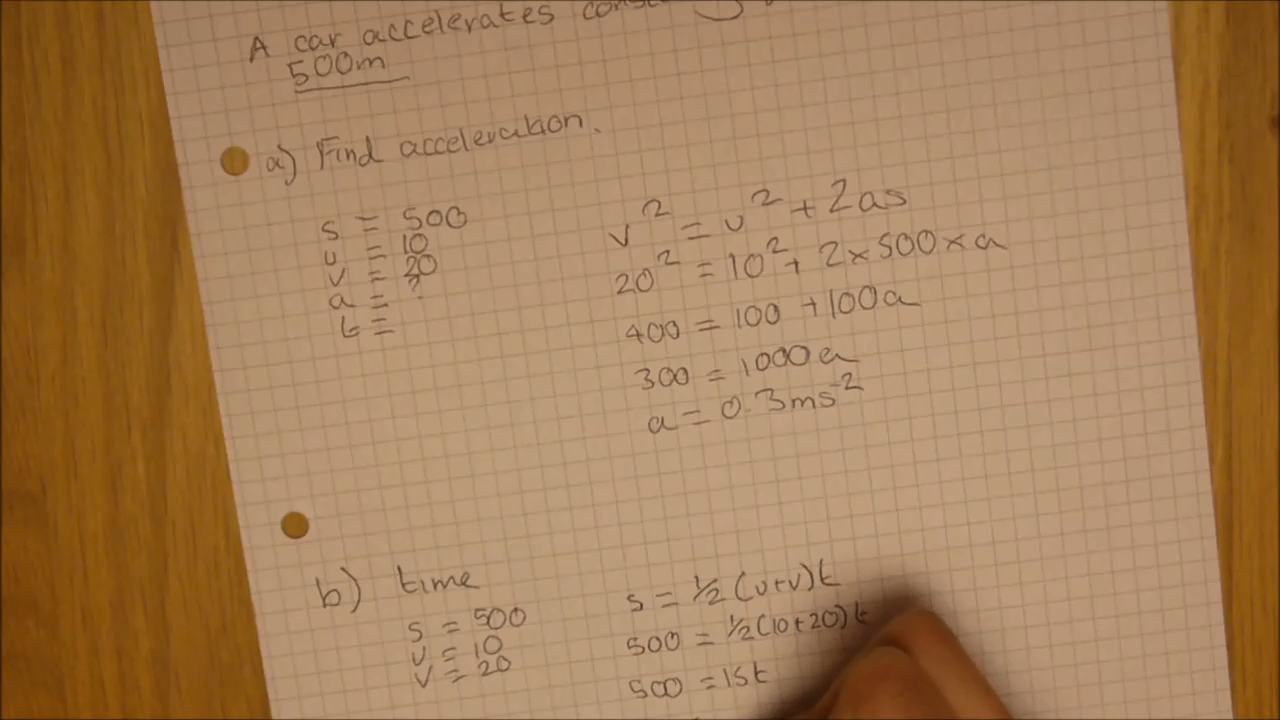 A car accelerates
500m
a) Find acceleration.
s = 500
u = 10
v = 20
a = ?
t =
v² = u² + 2as
20² = 10² + 2×500×a
400 = 100 + 100a
300 = 1000a
a = 0.3ms⁻²
b) time
s = 500
u = 10
v = 20
s = ½(u+v)t
500 = ½(10+20)t
500 = 15t